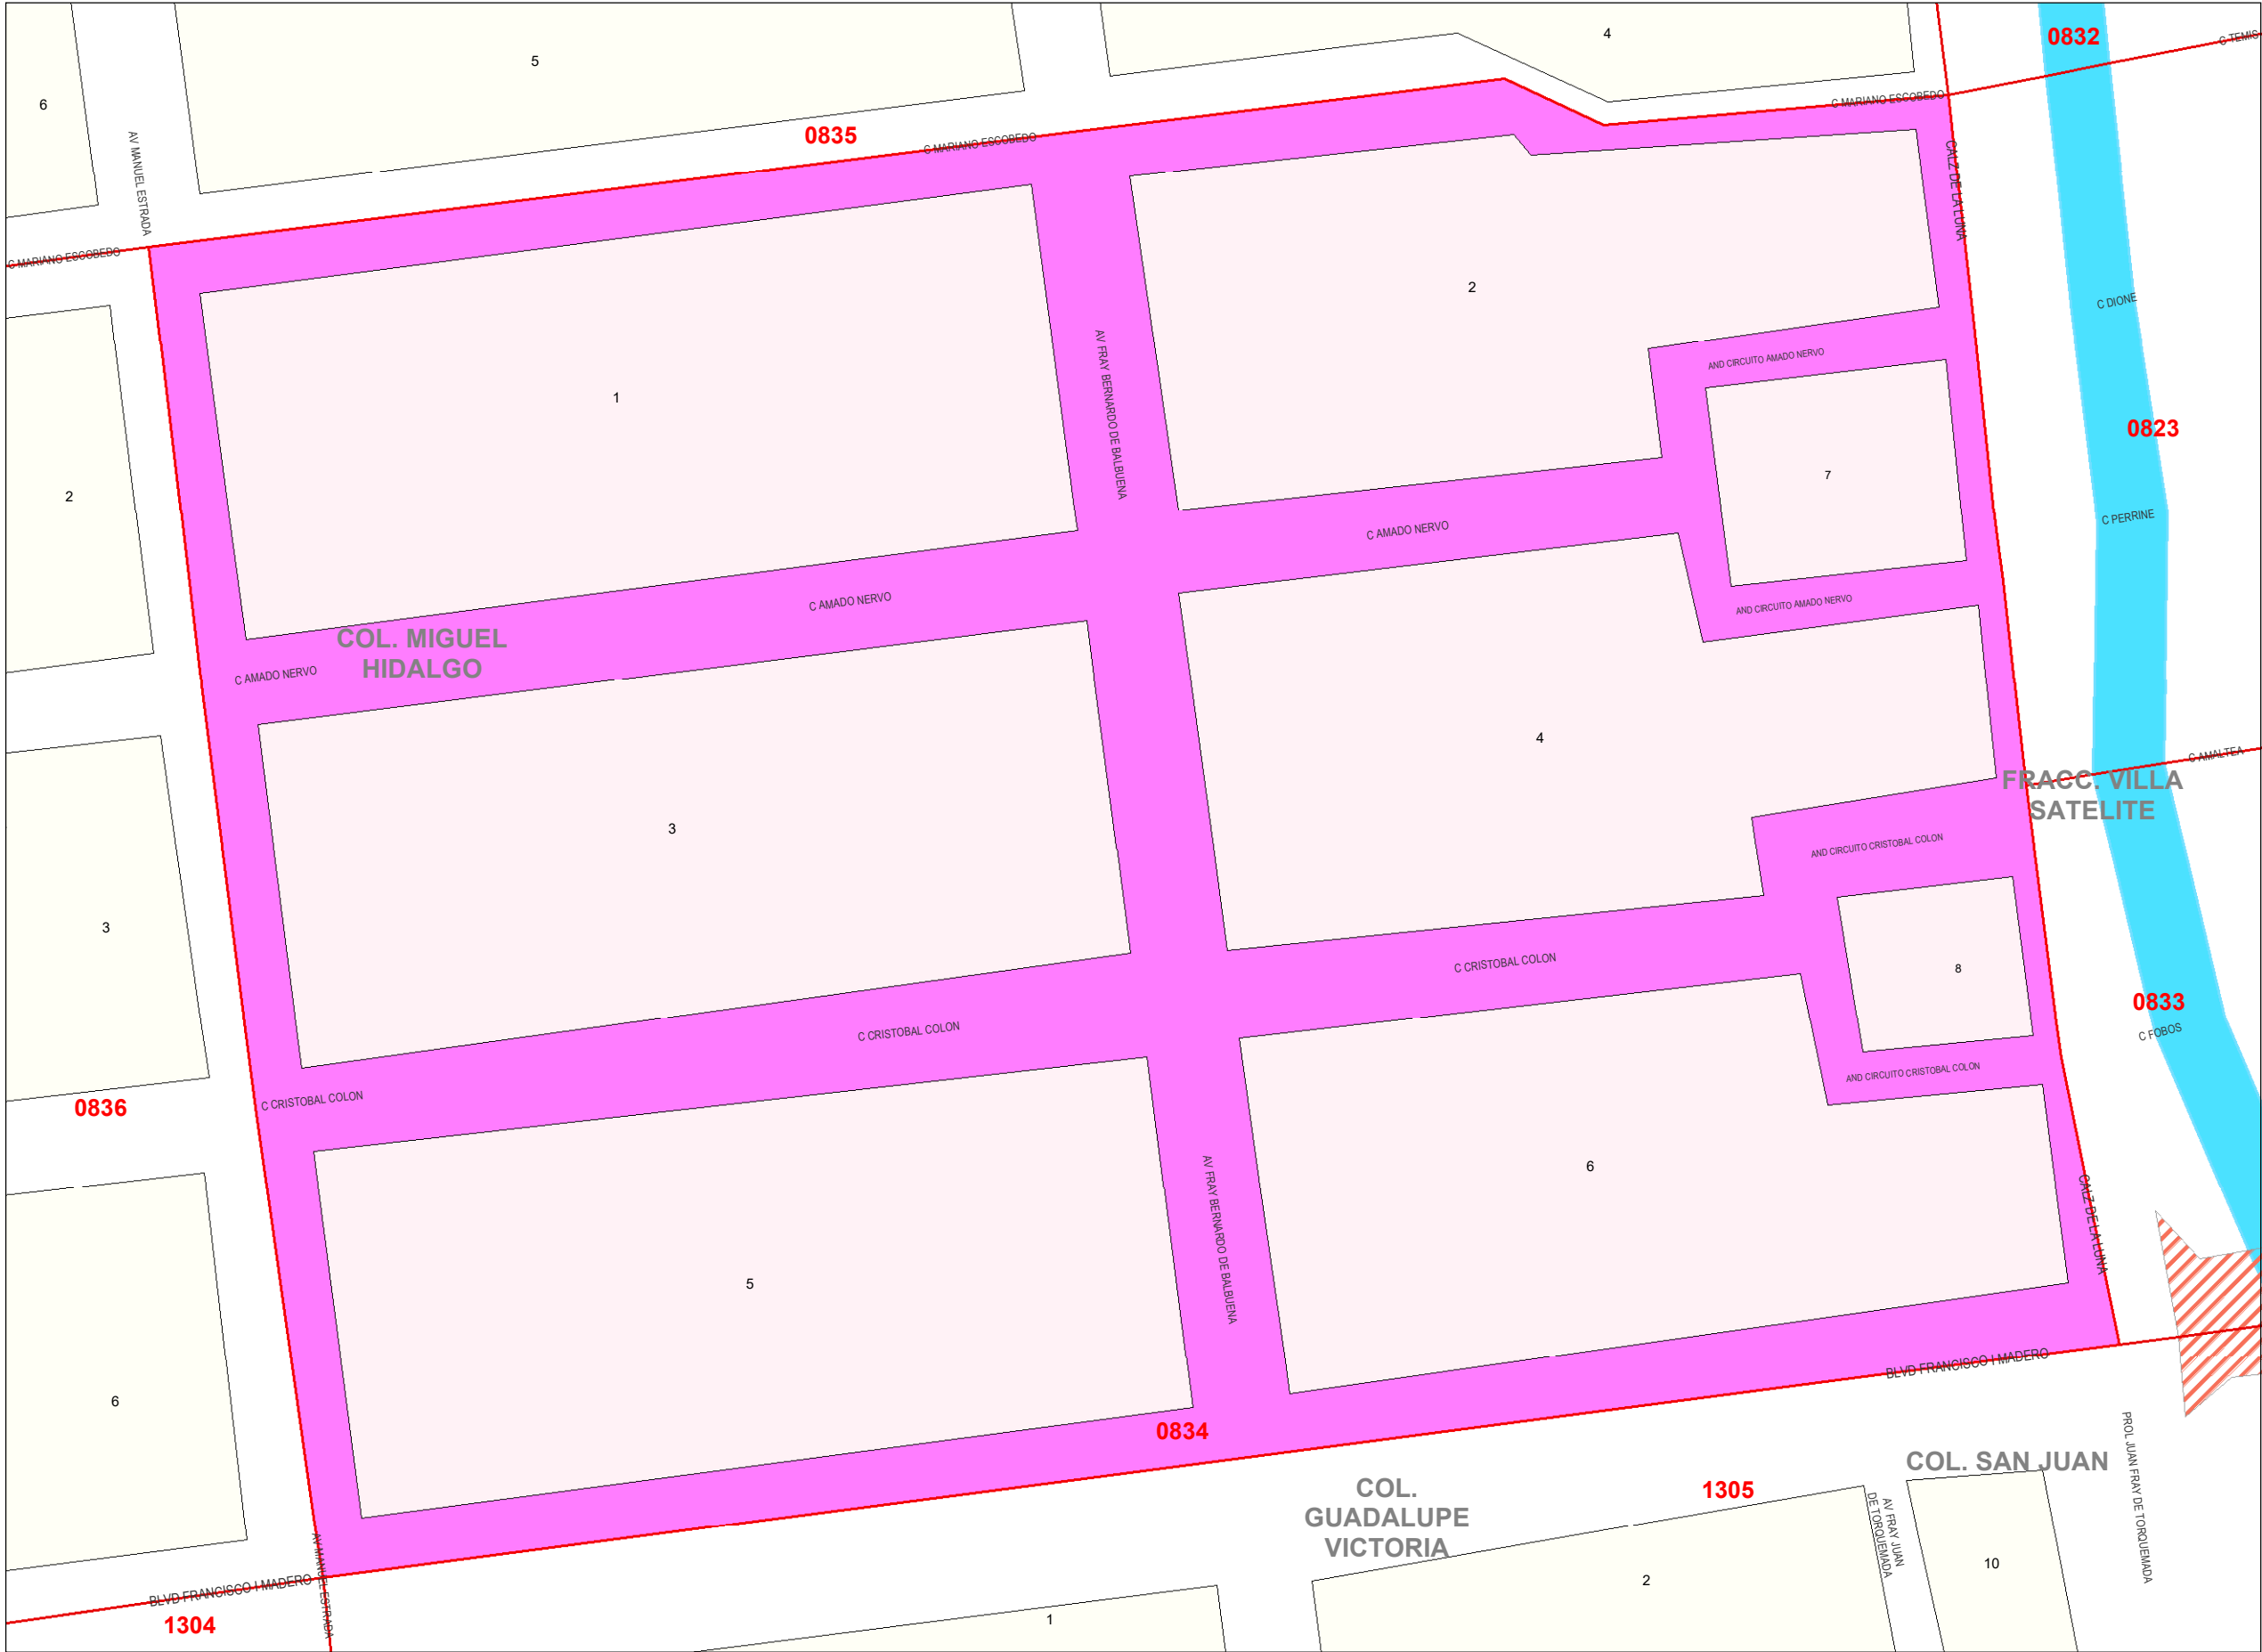 4
0832
C TEMIS
5
6
C MARIANO ESCOBEDO
0835
C MARIANO ESCOBEDO
AV MANUEL ESTRADA
CALZ DE LA LUNA
C MARIANO ESCOBEDO
2
C DIONE
AND CIRCUITO AMADO NERVO
1
AV FRAY BERNARDO DE BALBUENA
0823
7
2
C PERRINE
C AMADO NERVO
C AMADO NERVO
AND CIRCUITO AMADO NERVO
COL. MIGUEL
HIDALGO
C AMADO NERVO
4
C AMALTEA
FRACC. VILLA
SATELITE
3
AND CIRCUITO CRISTOBAL COLON
3
C CRISTOBAL COLON
8
0833
C FOBOS
C CRISTOBAL COLON
AND CIRCUITO CRISTOBAL COLON
C CRISTOBAL COLON
0836
6
AV FRAY BERNARDO DE BALBUENA
CALZ DE LA LUNA
5
BLVD FRANCISCO I MADERO
6
0834
COL. SAN JUAN
PROL JUAN FRAY DE TORQUEMADA
COL.
GUADALUPE
VICTORIA
1305
AV FRAY JUAN
DE TORQUEMADA
10
2
AV MANUEL ESTRADA
BLVD FRANCISCO I MADERO
1304
1